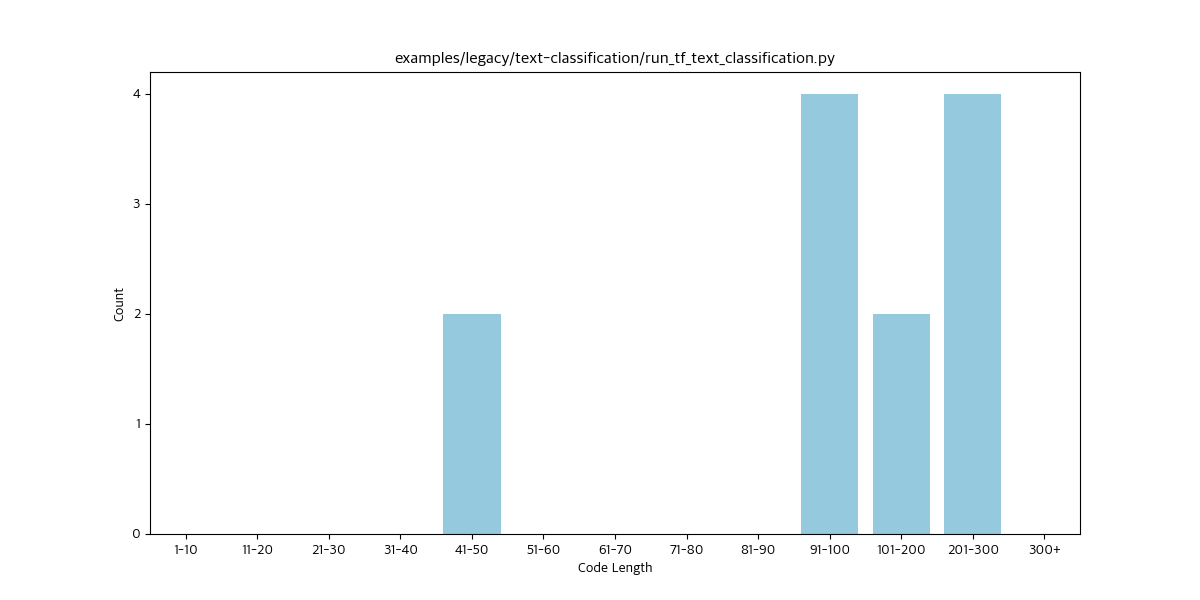 examples/legacy/text-classification/run_tf_text_classification.py
4
3
Count
2
1
0
1-10 11-20 21-30 31-40 41-50 51-60 61-70 71-80 81-90 91-100 101-200 201-300 300+
Code Length